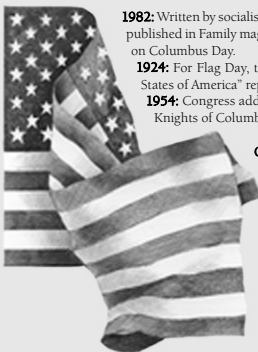 1982: Written by socialis
published in Family mag
on Columbus Day.
1924: For Flag Day, t
States of America" rep
1954: Congress add
Knights of Columb